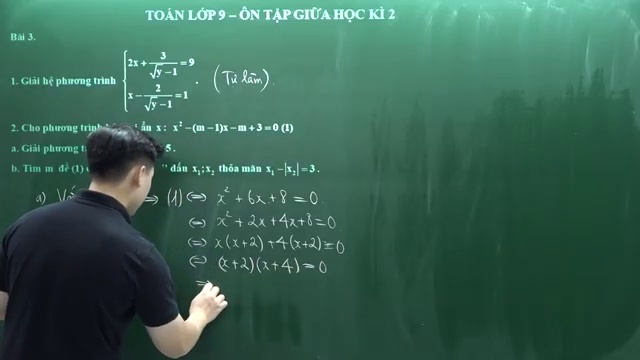 TOÁN LỚP 9 – ÔN TẬP GIỮA HỌC KÌ 2
Bài 3.
1. Giải hệ phương trình { 2x + 3/(√y − 1) = 9
x − 2/(√y − 1) = 1 . (Tự làm).
2. Cho phương trình ẩn x : x² − (m − 1)x − m + 3 = 0 (1)
a. Giải phương 5 .
b. Tìm m để (1) dấu x₁; x₂ thỏa mãn x₁ − |x₂| = 3 .
a) (1) ⇔ x² + 6x + 8 = 0.
⇔ x² + 2x + 4x + 8 = 0
⇔ x(x+2) + 4(x+2) = 0
⇔ (x+2)(x+4) = 0